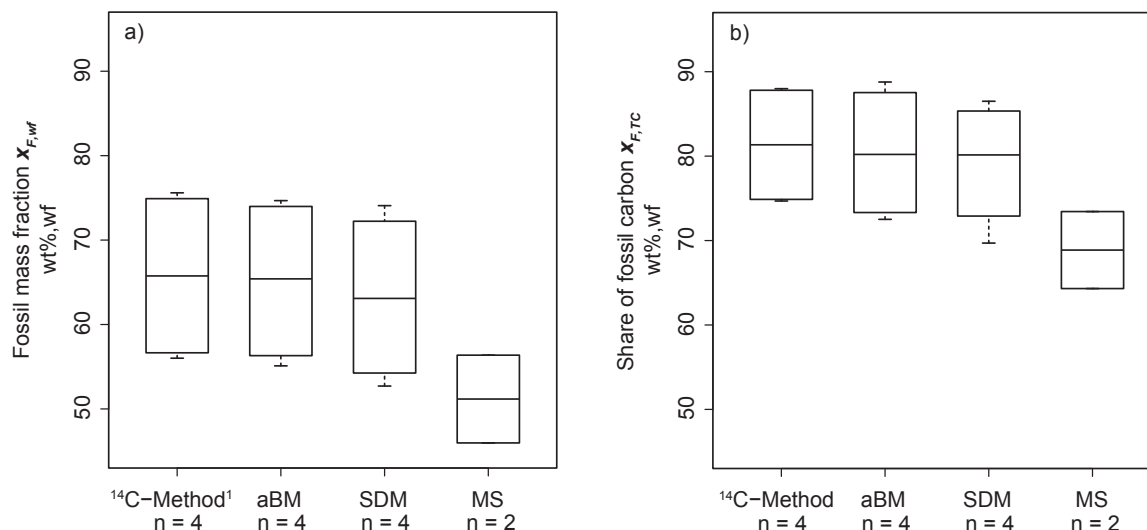 a)
Fossil mass fraction x_F,wf
wt%,wf
90
80
70
60
50
¹⁴C−Method¹ aBM SDM MS
n = 4 n = 4 n = 4 n = 2
b)
Share of fossil carbon x_F,TC
wt%,wf
90
80
70
60
50
¹⁴C−Method aBM SDM MS
n = 4 n = 4 n = 4 n = 2